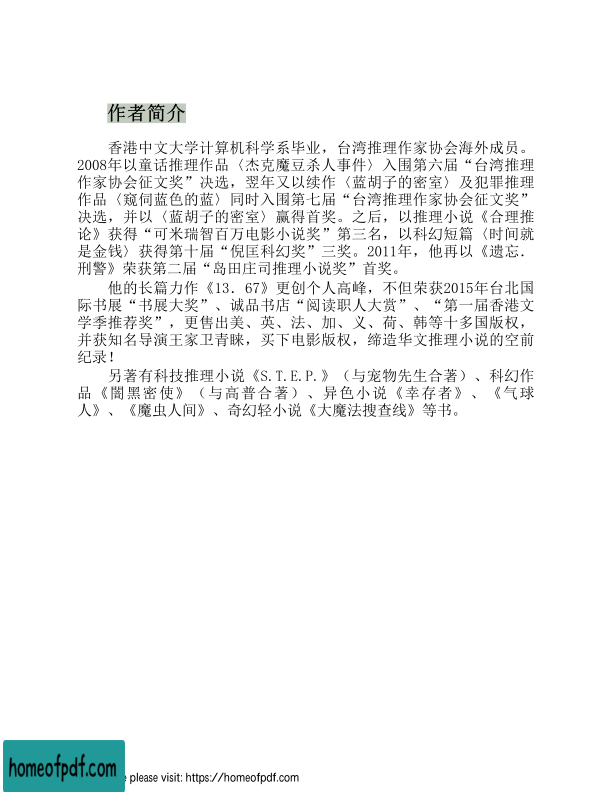 作者简介
香港中文大学计算机科学系毕业，台湾推理作家协会海外成员。
2008年以童话推理作品〈杰克魔豆杀人事件〉入围第六届“台湾推理
作家协会征文奖”决选，翌年又以续作〈蓝胡子的密室〉及犯罪推理
作品〈窥伺蓝色的蓝〉同时入围第七届“台湾推理作家协会征文奖”
决选，并以〈蓝胡子的密室〉赢得首奖。之后，以推理小说《合理推
论》获得“可米瑞智百万电影小说奖”第三名，以科幻短篇〈时间就
是金钱〉获得第十届“倪匡科幻奖”三奖。2011年，他再以《遗忘．
刑警》荣获第二届“岛田庄司推理小说奖”首奖。
他的长篇力作《13．67》更创个人高峰，不但荣获2015年台北国
际书展“书展大奖”、诚品书店“阅读职人大赏”、“第一届香港文
学季推荐奖”，更售出美、英、法、加、义、荷、韩等十多国版权，
并获知名导演王家卫青睐，买下电影版权，缔造华文推理小说的空前
纪录！
另著有科技推理小说《S.T.E.P.》（与宠物先生合著）、科幻作
品《闇黑密使》（与高普合著）、异色小说《幸存者》、《气球
人》、《魔虫人间》、奇幻轻小说《大魔法搜查线》等书。
homeofpdf.com
e please visit: https://homeofpdf.com